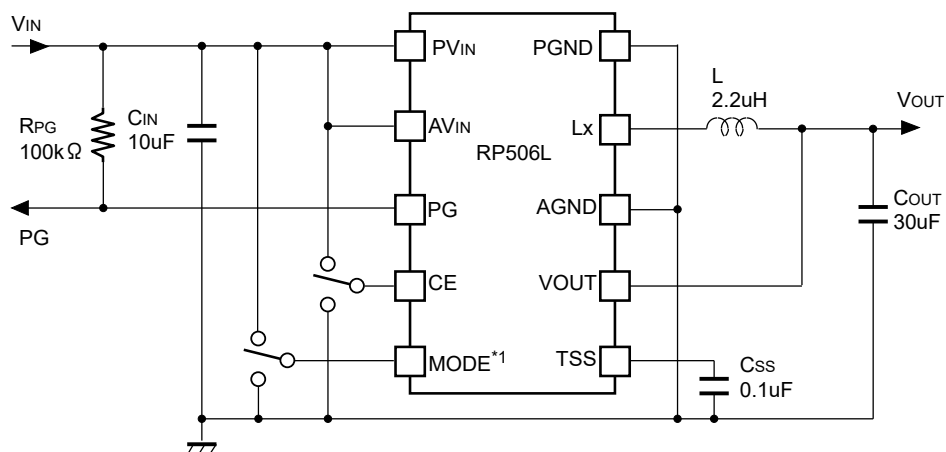 VIN
RPG
100kΩ
CIN
10uF
PG
PVIN
AVIN
PG
CE
MODE*1
RP506L
PGND
Lx
AGND
VOUT
TSS
L
2.2uH
VOUT
COUT
30uF
CSS
0.1uF